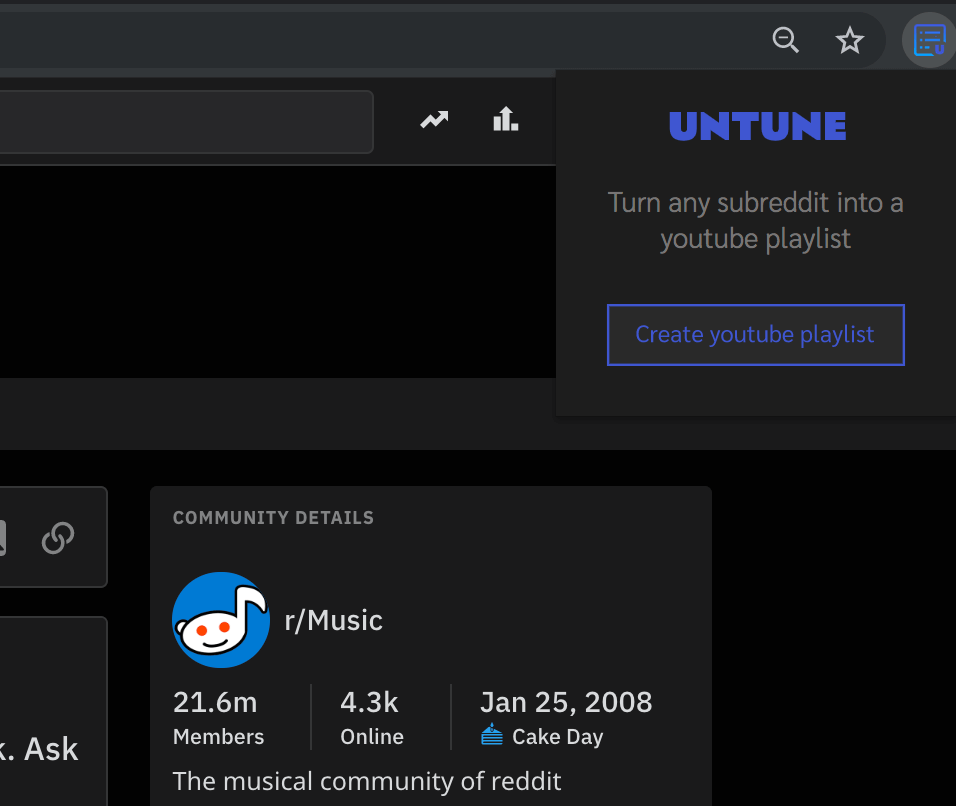 UNTUNE
Turn any subreddit into a
youtube playlist
Create youtube playlist
COMMUNITY DETAILS
r/Music
21.6m
Members
4.3k
Online
Jan 25, 2008
Cake Day
The musical community of reddit
. Ask